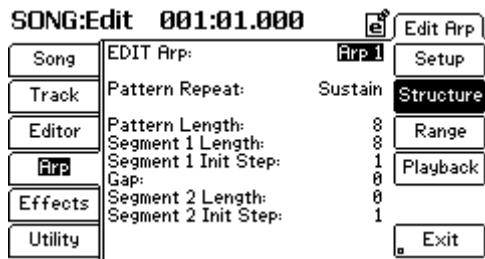 SONG:Edit 001:01.000 e
Edit Arp
Song
Track
Editor
Arp
Effects
Utility
EDIT Arp: Arp 1
Pattern Repeat: Sustain
Pattern Length: 8
Segment 1 Length: 8
Segment 1 Init Step: 1
Gap: 0
Segment 2 Length: 0
Segment 2 Init Step: 1
Setup
Structure
Range
Playback
Exit